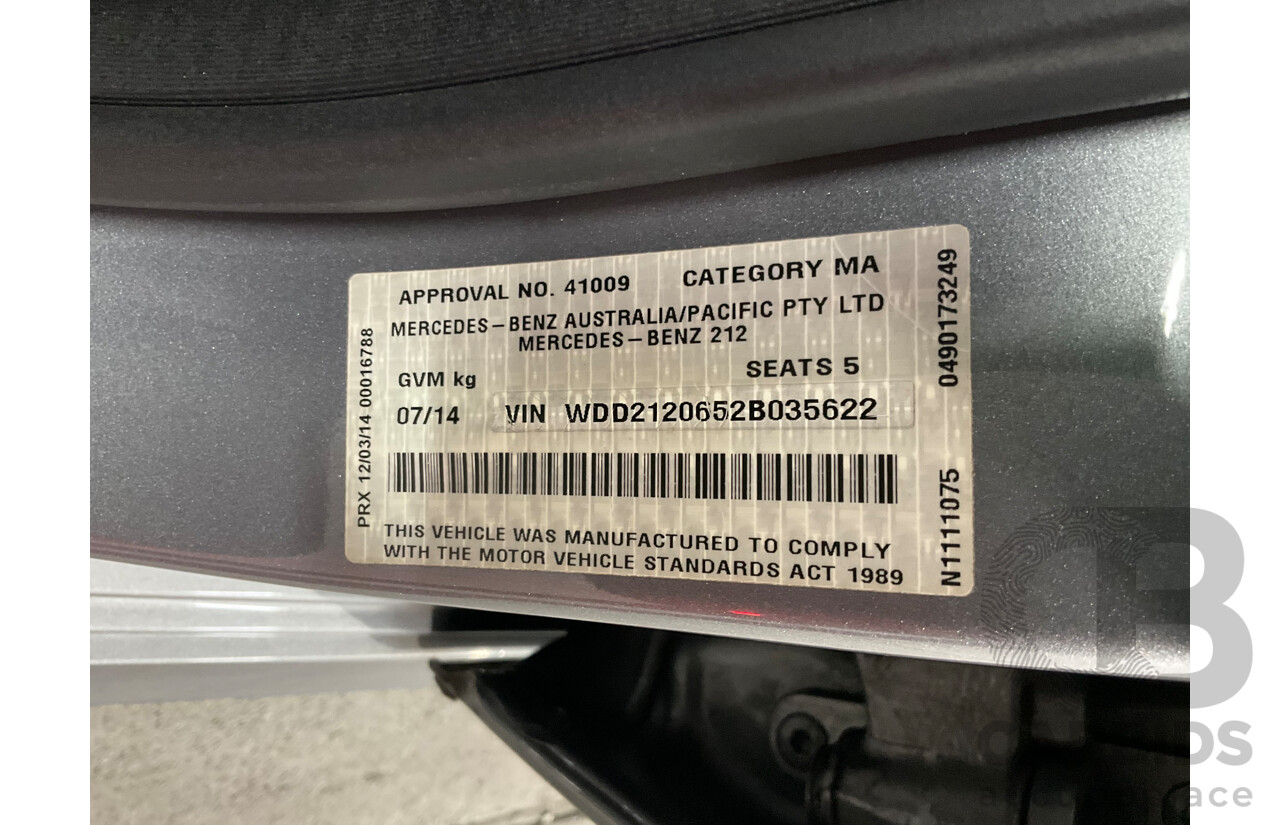 APPROVAL NO. 41009 CATEGORY MA
MERCEDES-BENZ AUSTRALIA/PACIFIC PTY LTD
MERCEDES-BENZ 212
GVM kg SEATS 5
07/14 VIN WDD2120652B035622
THIS VEHICLE WAS MANUFACTURED TO COMPLY
WITH THE MOTOR VEHICLE STANDARDS ACT 1989
PRX 12/03/14 00016788
0490173249
N1111075